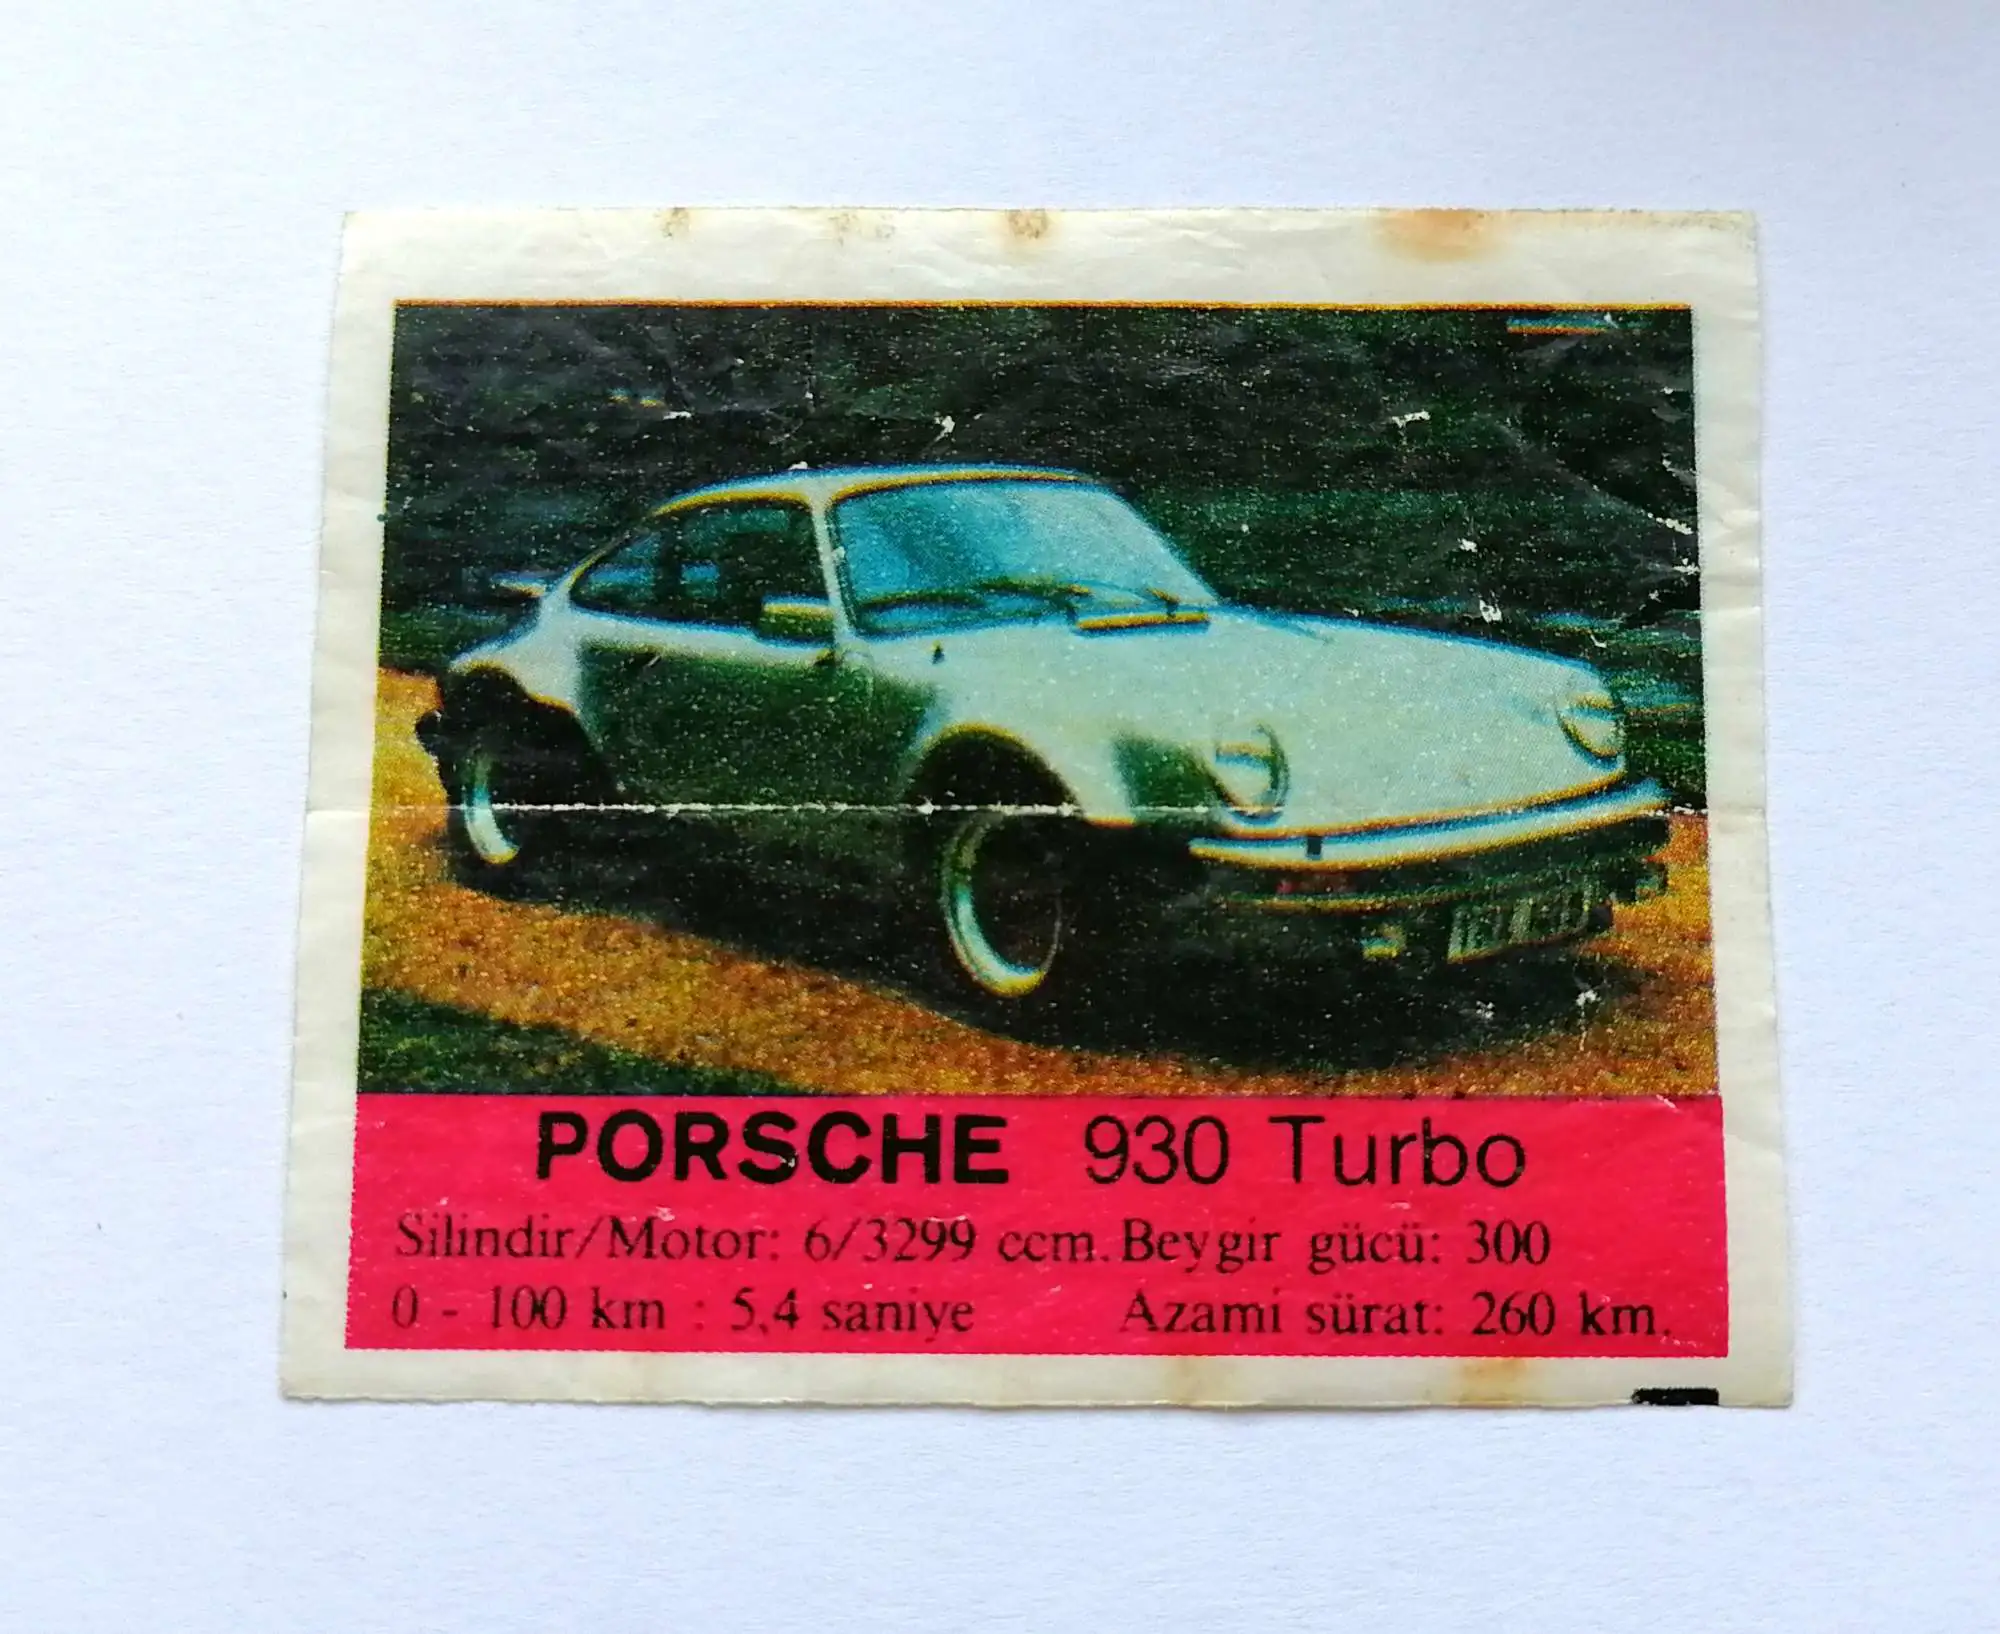 PORSCHE 930 Turbo
Silindir/Motor: 6/3299 ccm. Beygir gücü: 300
0 - 100 km : 5,4 saniye Azami sürat: 260 km.